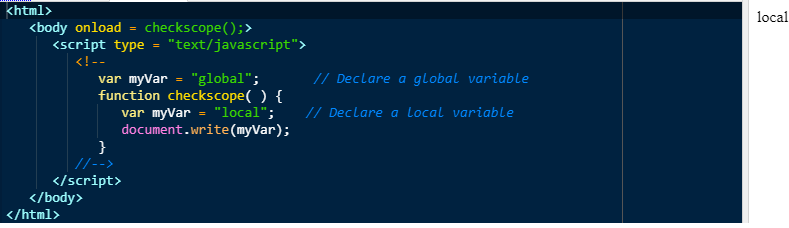 <html>
<body onload = checkscope();>
<script type = "text/javascript">
<!--
var myVar = "global"; // Declare a global variable
function checkscope( ) {
var myVar = "local"; // Declare a local variable
document.write(myVar);
}
//-->
</script>
</body>
</html>
local